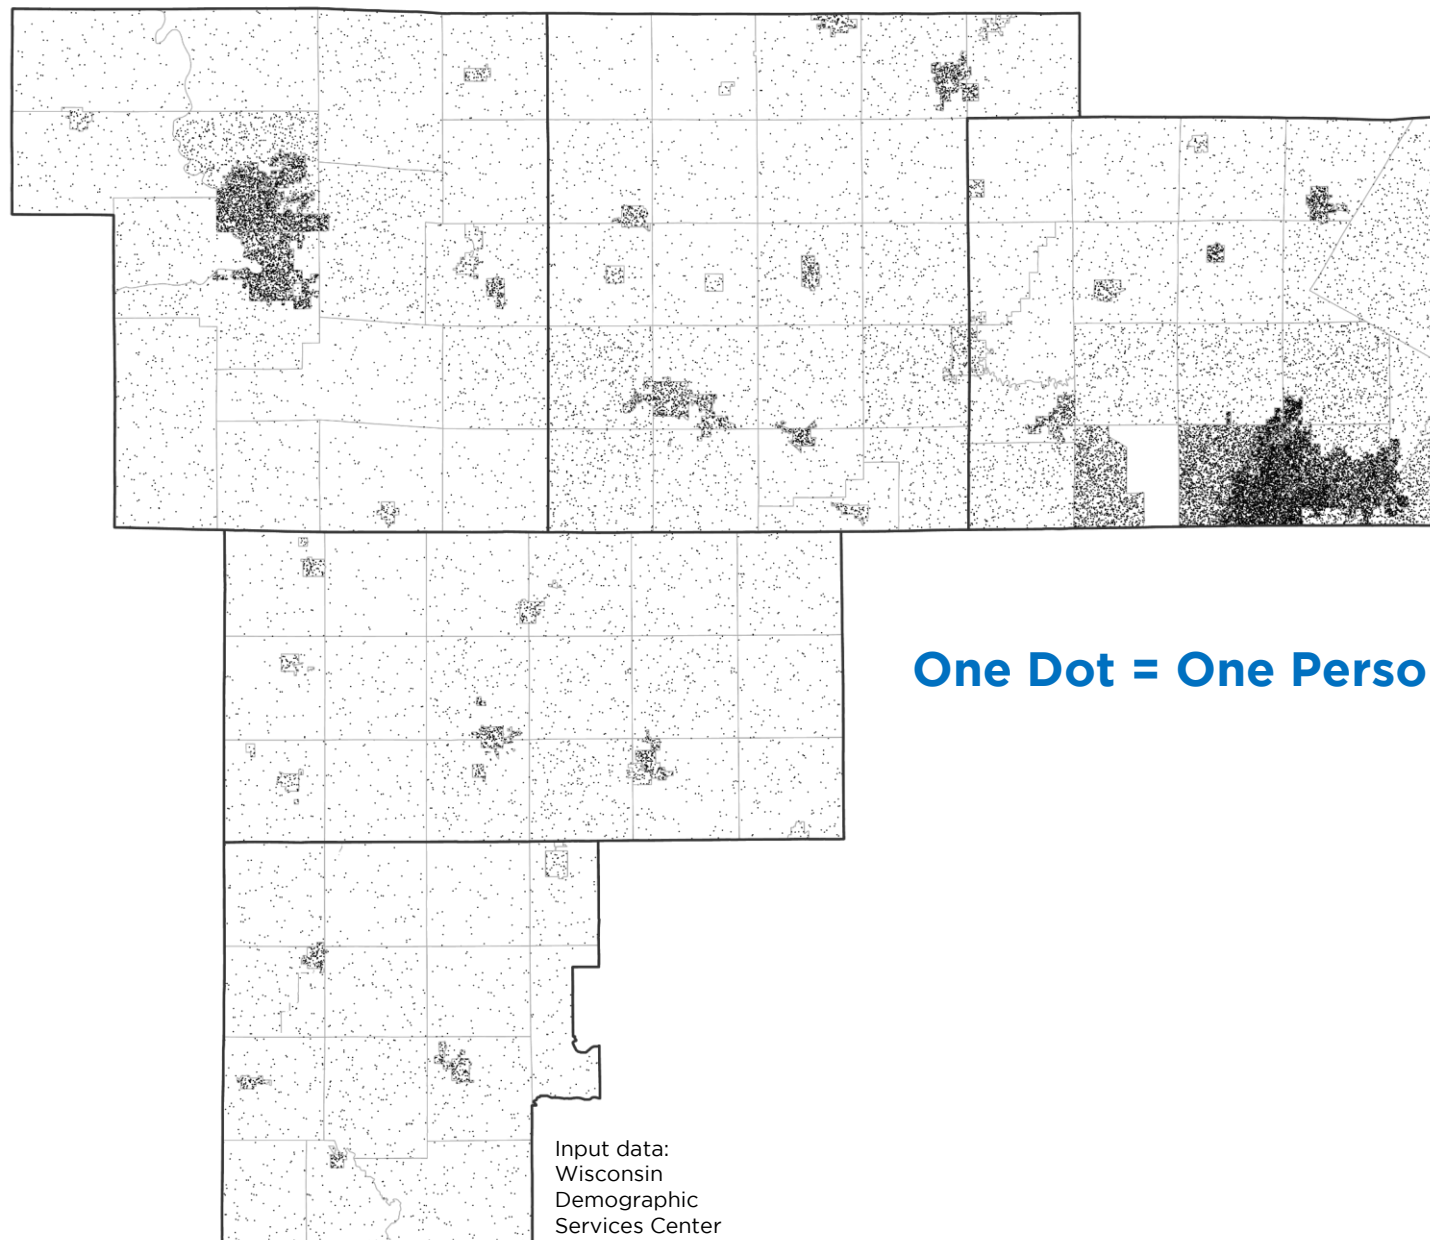 One Dot = One Perso
Input data:
Wisconsin
Demographic
Services Center